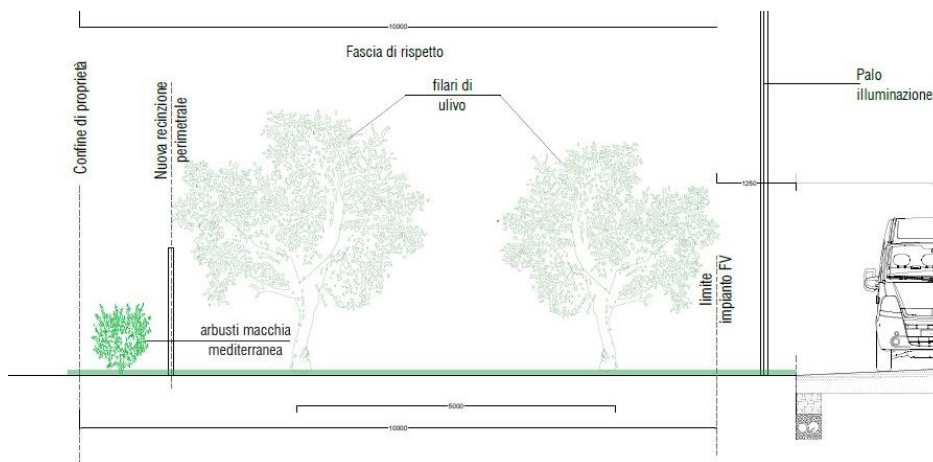 10000
Fascia di rispetto
filari di
ulivo
Palo
illuminazione
Confine di proprietà
Nuova recinzione
perimetrale
1250
limite
impianto FV
arbusti macchia
mediterranea
5000
10000